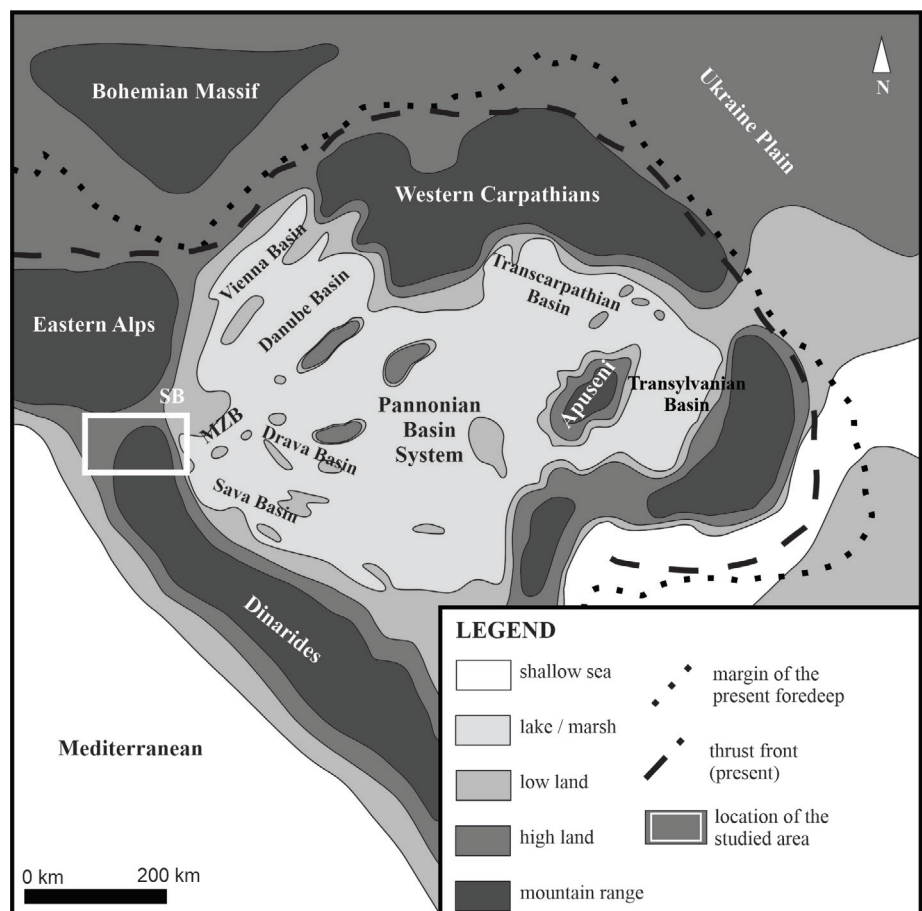 Bohemian Massif
N
Ukraine Plain
Western Carpathians
Vienna Basin
Danube Basin
Transcarpathian
Basin
Eastern Alps
SB
MZB
Drava Basin
Sava Basin
Pannonian
Basin
System
Apuseni
Transylvanian
Basin
Dinarides
Mediterranean
0 km
200 km
LEGEND
shallow sea
lake / marsh
low land
high land
mountain range
margin of the
present foredeep
thrust front
(present)
location of the
studied area